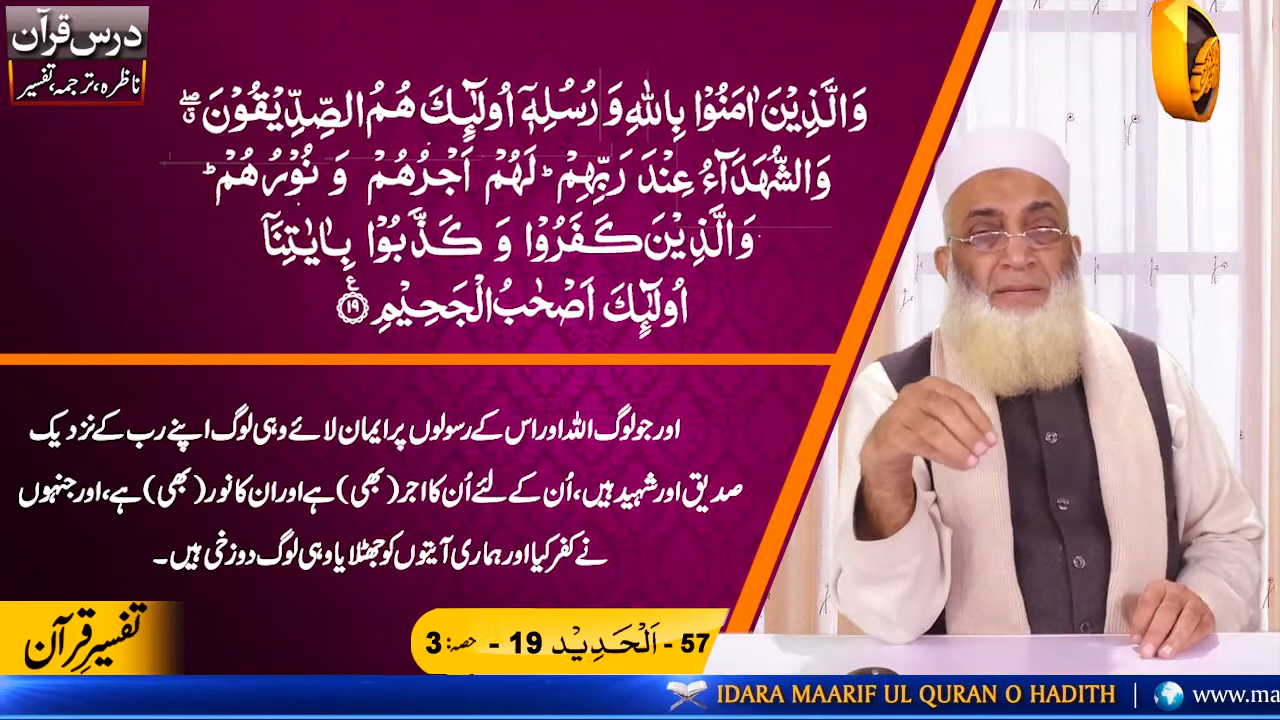 درس قرآن
ناظرہ، ترجمہ، تفسیر
وَالَّذِیۡنَ اٰمَنُوۡا بِاللّٰہِ وَ رُسُلِہٖۤ اُولٰٓئِکَ ہُمُ الصِّدِّیۡقُوۡنَ ٭ۖ
وَالشُّہَدَآءُ عِنۡدَ رَبِّہِمۡ ؕ لَہُمۡ اَجۡرُہُمۡ وَ نُوۡرُہُمۡ ؕ
وَالَّذِیۡنَ کَفَرُوۡا وَ کَذَّبُوۡا بِاٰیٰتِنَاۤ
اُولٰٓئِکَ اَصۡحٰبُ الۡجَحِیۡمِ ﴿۱۹﴾ ع
اور جو لوگ اللہ اور اس کے رسولوں پر ایمان لائے وہی لوگ اپنے رب کے نزدیک
صدیق اور شہید ہیں، اُن کے لئے اُن کا اجر (بھی) ہے اور ان کا نور (بھی) ہے، اور جنہوں
نے کفر کیا اور ہماری آیتوں کو جھٹلایا وہی لوگ دوزخی ہیں۔
تفسیرِ قرآن
57 - اَلْحَدِیْد 19 - حصہ: 3
IDARA MAARIF UL QURAN O HADITH | www.ma